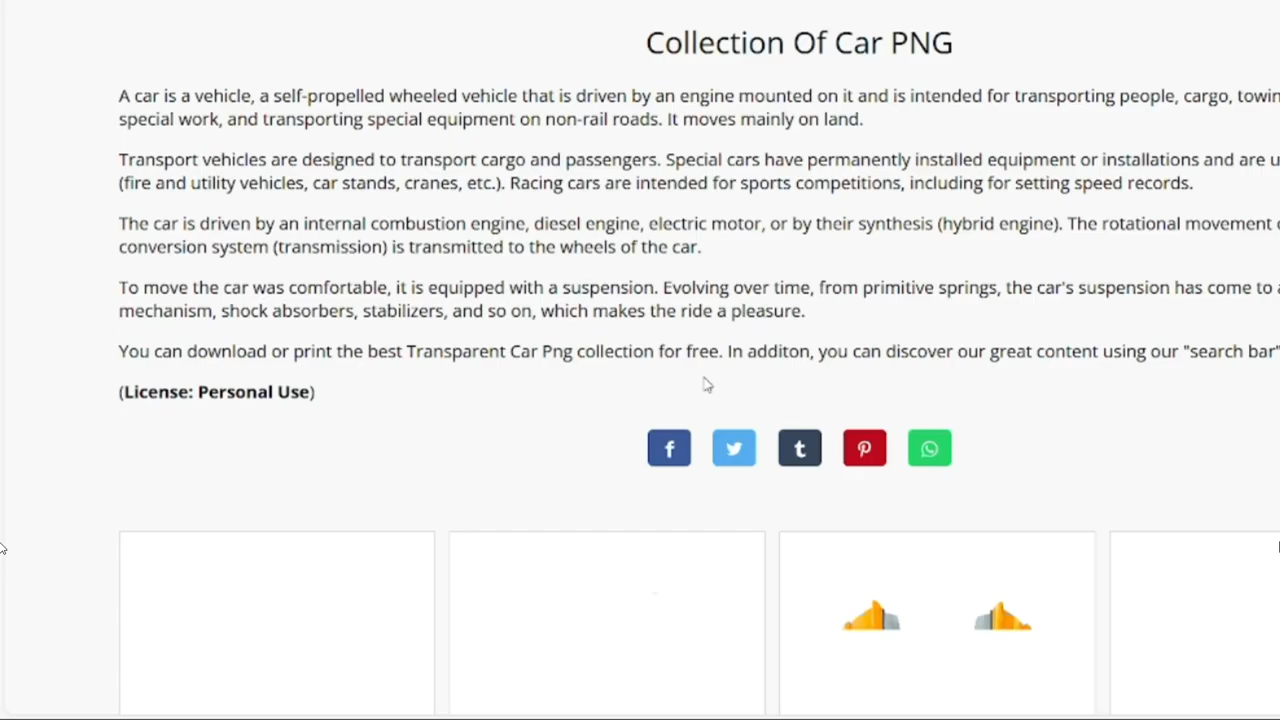 Collection Of Car PNG
A car is a vehicle, a self-propelled wheeled vehicle that is driven by an engine mounted on it and is intended for transporting people, cargo,
special work, and transporting special equipment on non-rail roads. It moves mainly on land.
Transport vehicles are designed to transport cargo and passengers. Special cars have permanently installed equipment or installations and are
(fire and utility vehicles, car stands, cranes, etc.). Racing cars are intended for sports competitions, including for setting speed records.
The car is driven by an internal combustion engine, diesel engine, electric motor, or by their synthesis (hybrid engine). The rotational movement
conversion system (transmission) is transmitted to the wheels of the car.
To move the car was comfortable, it is equipped with a suspension. Evolving over time, from primitive springs, the car's suspension has come to
mechanism, shock absorbers, stabilizers, and so on, which makes the ride a pleasure.
You can download or print the best Transparent Car Png collection for free. In additon, you can discover our great content using our "search bar"
(License: Personal Use)